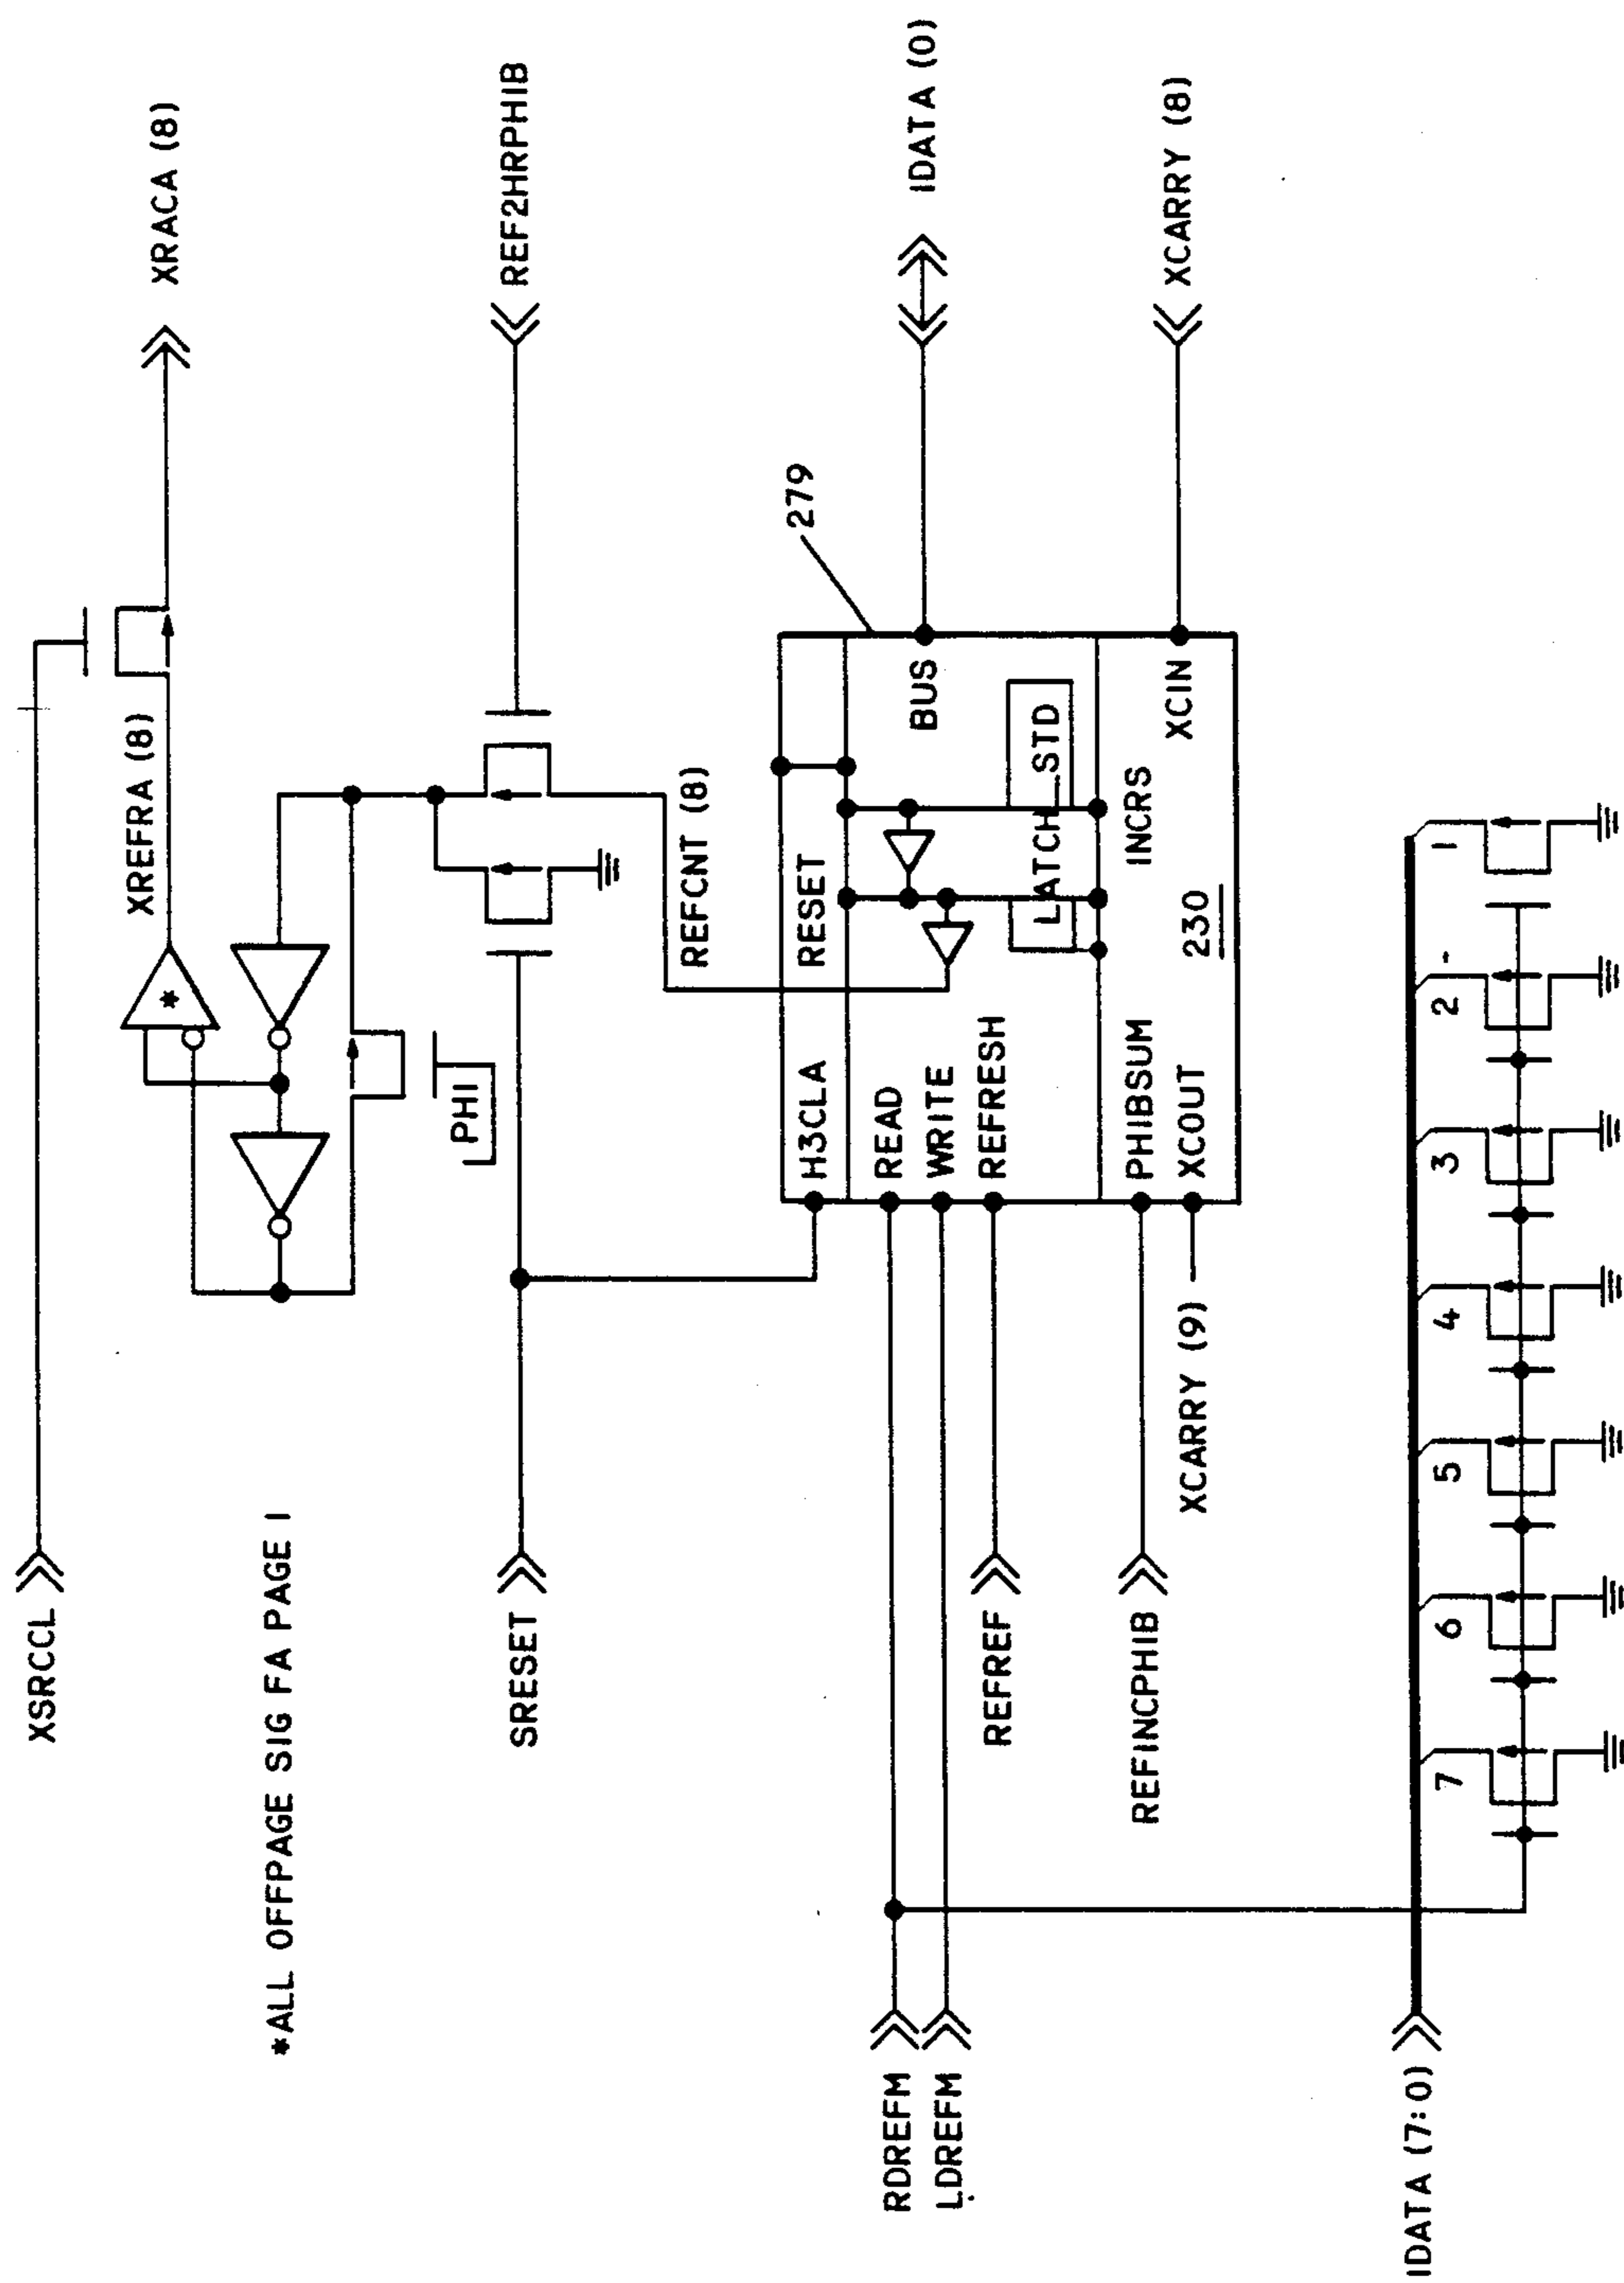 XSRCCL
XRACA (8)
XREFRA (8)
*
*ALL OFFPAGE SIG FA PAGE 1
PHI
SRESET
REF2HRPHIB
REFCNT (8)
279
H3CLA
RESET
READ
WRITE
REFRESH
BUS
LATCH_STD
PHIBSUM
INCRS
XCOUT
230
XCIN
RDREFM
LDREFM
REFREF
REFINCPHIB
XCARRY (9)
IDATA (0)
XCARRY (8)
IDATA (7:0)
7
6
5
4
3
2
1